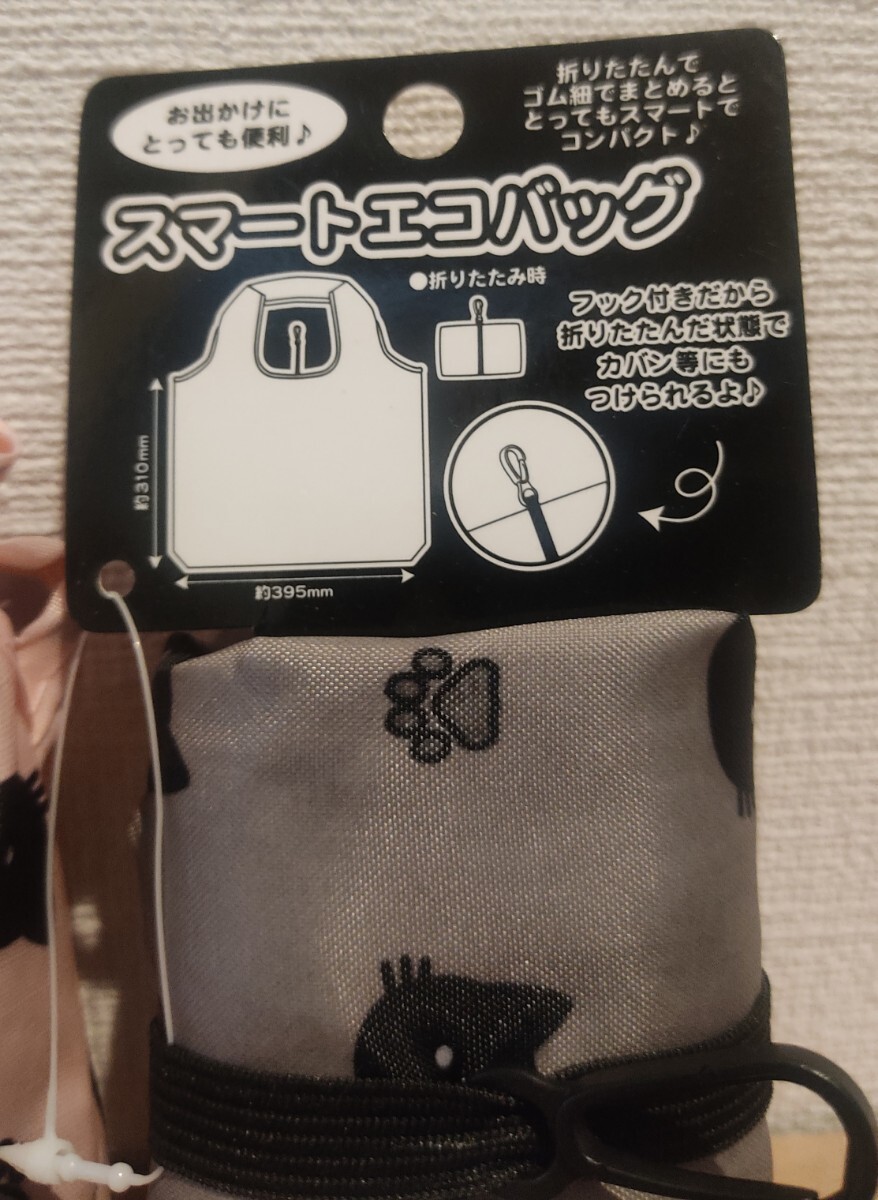 お出かけに
とっても便利♪
折りたたんで
ゴム紐でまとめると
とってもスマートで
コンパクト♪
スマートエコバッグ
●折りたたみ時
フック付きだから
折りたたんだ状態で
カバン等にも
つけられるよ♪
約310mm
約395mm